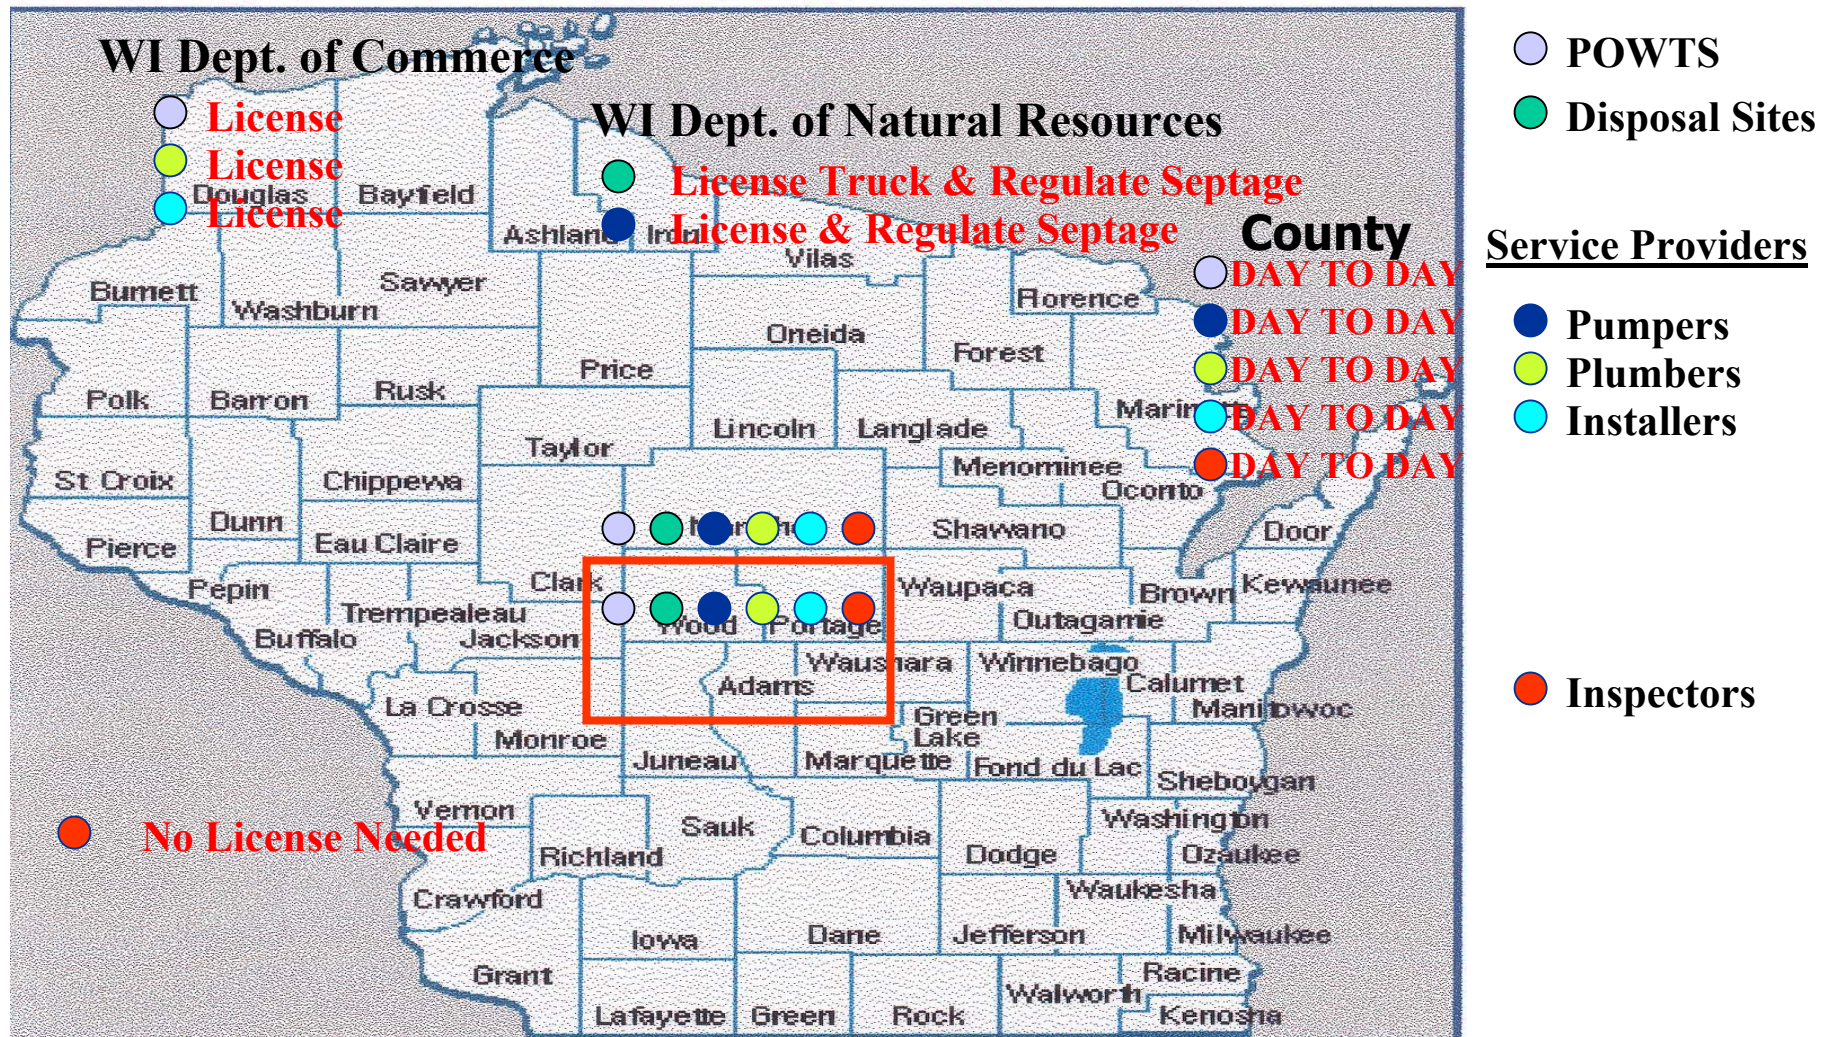 WI Dept. of Commerce
License
License
License
WI Dept. of Natural Resources
License Truck & Regulate Septage
License & Regulate Septage
County
DAY TO DAY
DAY TO DAY
DAY TO DAY
DAY TO DAY
DAY TO DAY
POWTS
Disposal Sites
Service Providers
Pumpers
Plumbers
Installers
Inspectors
No License Needed
Douglas
Bayfield
Ashland
Iron
Vilas
Burnett
Washburn
Sawyer
Florence
Oneida
Forest
Price
Polk
Barron
Rusk
Lincoln
Langlade
Taylor
Menominee
Oconto
St Croix
Chippewa
Dunn
Eau Claire
Shawano
Door
Pierce
Pepin
Clark
Waupaca
Brown
Kewaunee
Trempealeau
Buffalo
Jackson
Wood
Portage
Outagamie
Waushara
Winnebago
Calumet
Manitowoc
Adams
La Crosse
Monroe
Green
Lake
Juneau
Marquette
Fond du Lac
Sheboygan
Vernon
Sauk
Columbia
Washington
Richland
Dodge
Ozaukee
Crawford
Waukesha
Iowa
Dane
Jefferson
Milwaukee
Grant
Racine
Walworth
Lafayette
Green
Rock
Kenosha